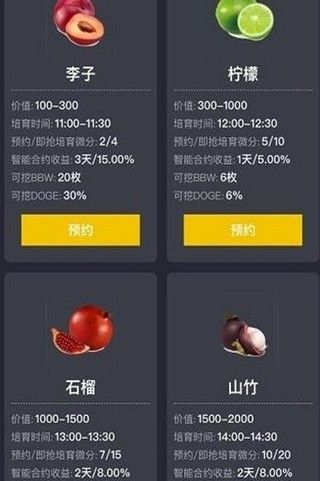 李子
价值: 100-300
培育时间: 11:00-11:30
预约/即抢培育微分: 2/4
智能合约收益: 3天/15.00%
可挖BBW: 20枚
可挖DOGE: 30%
预约
柠檬
价值: 300-1000
培育时间: 12:00-12:30
预约/即抢培育微分: 5/10
智能合约收益: 1天/5.00%
可挖BBW: 6枚
可挖DOGE: 6%
预约
石榴
价值: 1000-1500
培育时间: 13:00-13:30
预约/即抢培育微分: 7/15
智能合约收益: 2天/8.00%
山竹
价值: 1500-2000
培育时间: 14:00-14:30
预约/即抢培育微分: 10/20
智能合约收益: 2天/8.00%